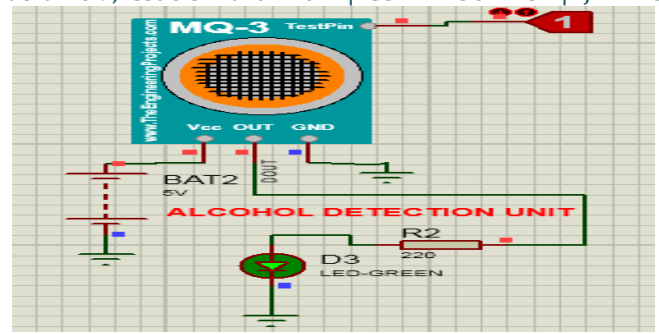 MQ-3 TestPin
1
www.TheEngineeringProjects.com
Vcc OUT GND
DOUT
BAT2
5V
ALCOHOL DETECTION UNIT
R2
220
D3
LED-GREEN